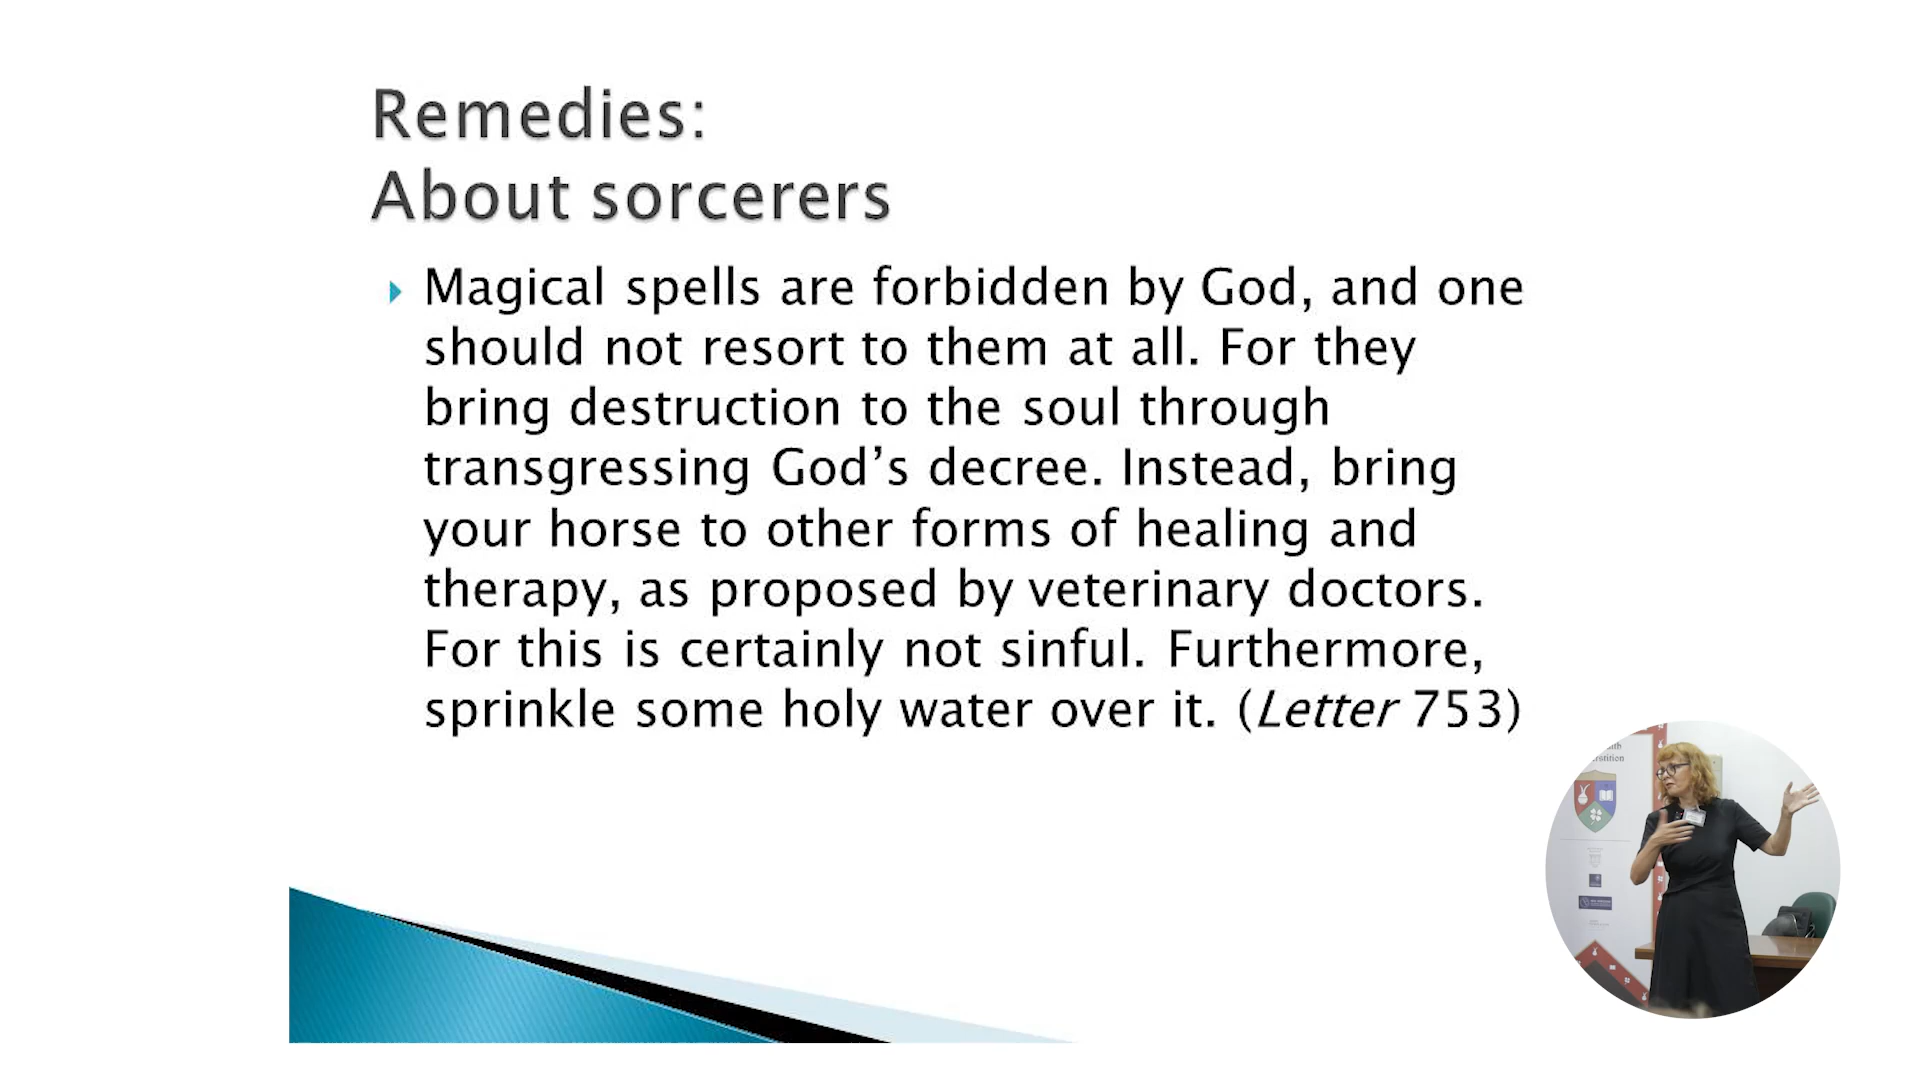 Remedies:
About sorcerers
Magical spells are forbidden by God, and one
should not resort to them at all. For they
bring destruction to the soul through
transgressing God’s decree. Instead, bring
your horse to other forms of healing and
therapy, as proposed by veterinary doctors.
For this is certainly not sinful. Furthermore,
sprinkle some holy water over it. (Letter 753)